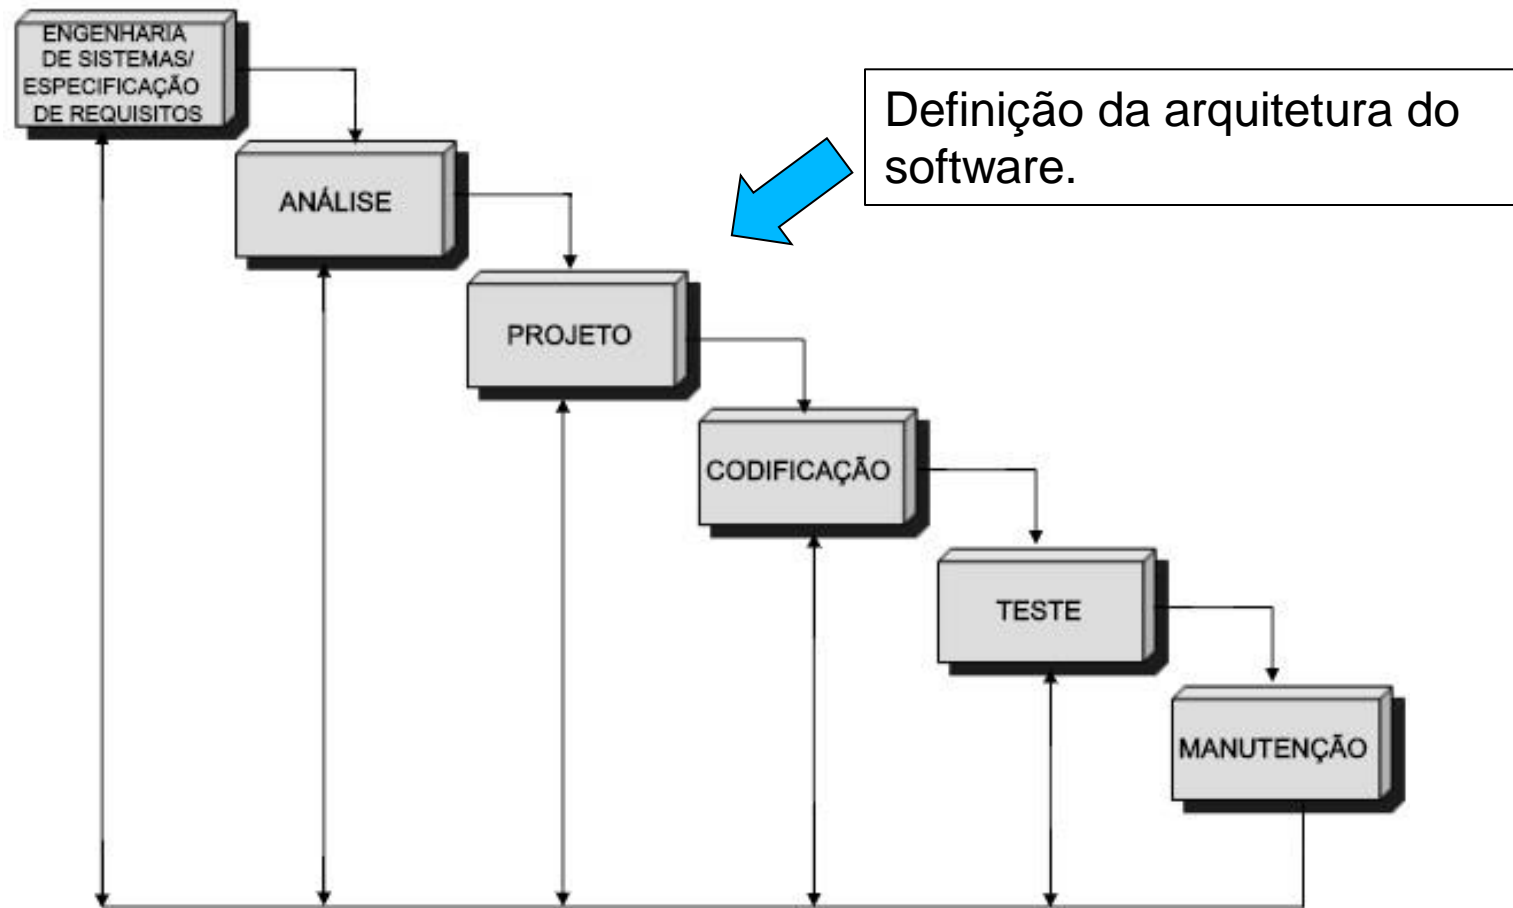 ENGENHARIA
DE SISTEMAS/
ESPECIFICAÇÃO
DE REQUISITOS
Definição da arquitetura do
software.
ANÁLISE
PROJETO
CODIFICAÇÃO
TESTE
MANUTENÇÃO